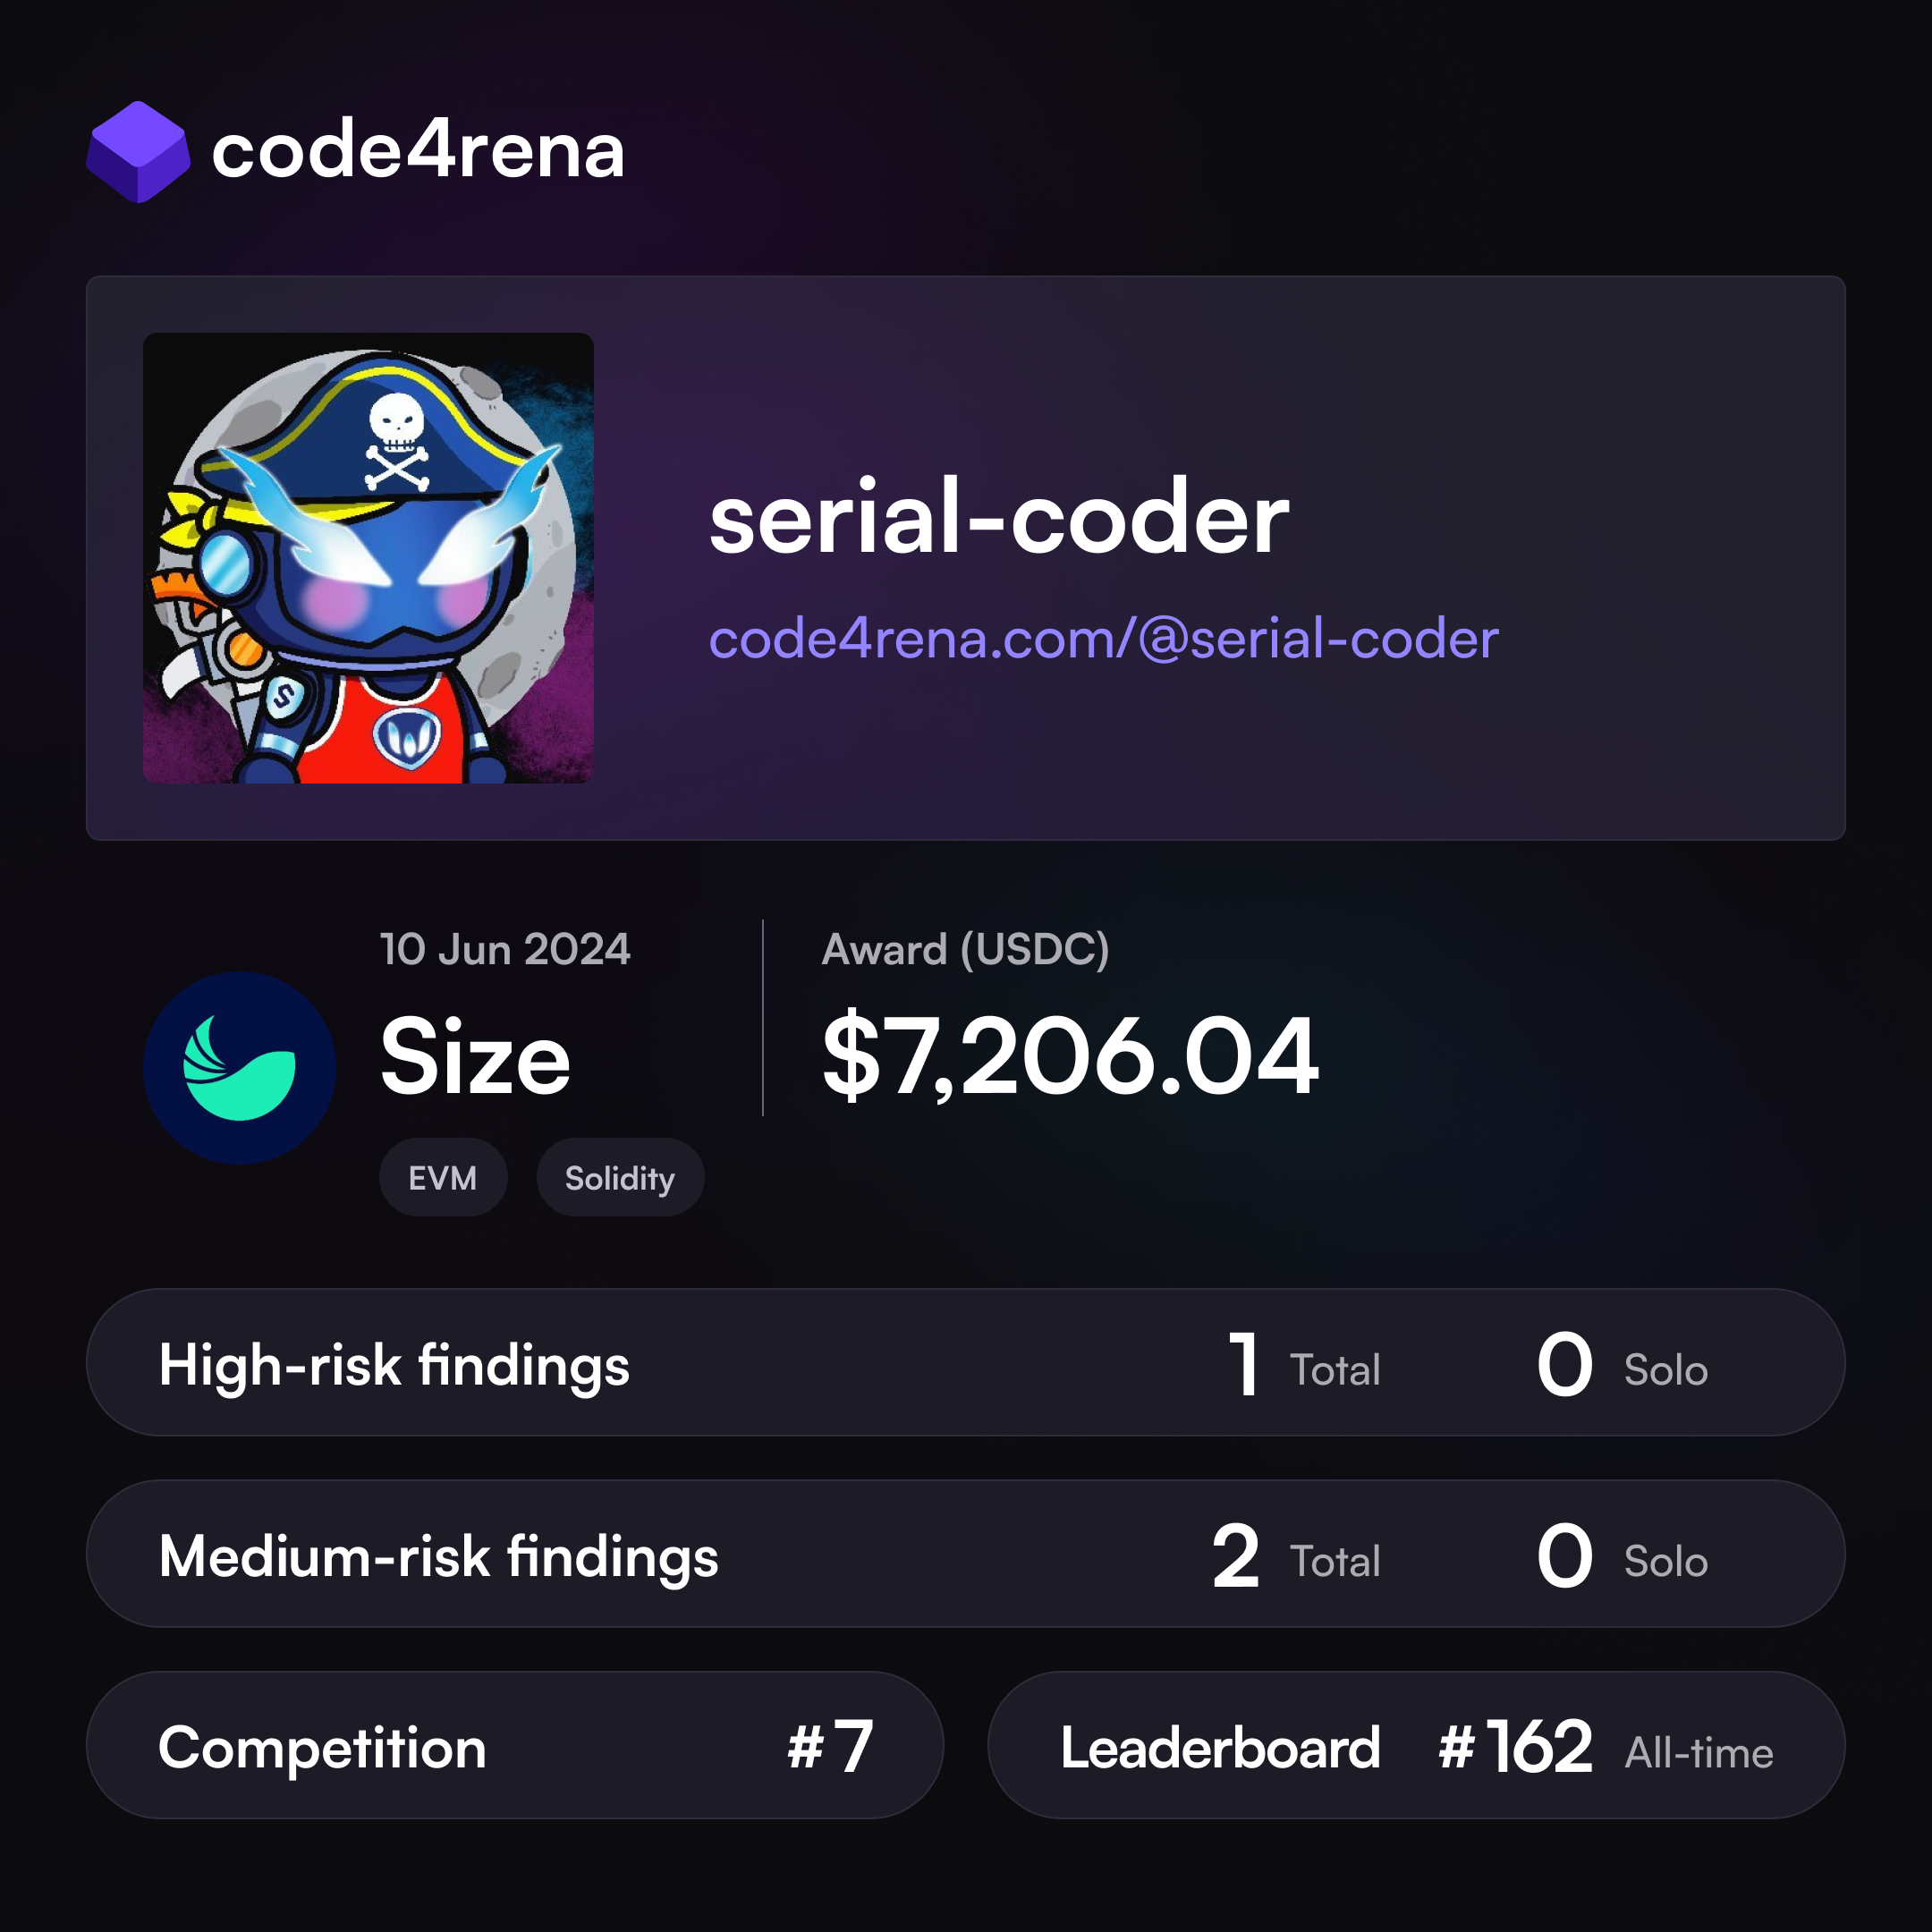 code4rena
serial-coder
code4rena.com/@serial-coder
S
10 Jun 2024
Size
EVM Solidity
Award (USDC)
$7,206.04
High-risk findings 1 Total 0 Solo
Medium-risk findings 2 Total 0 Solo
Competition #7
Leaderboard #162 All-time